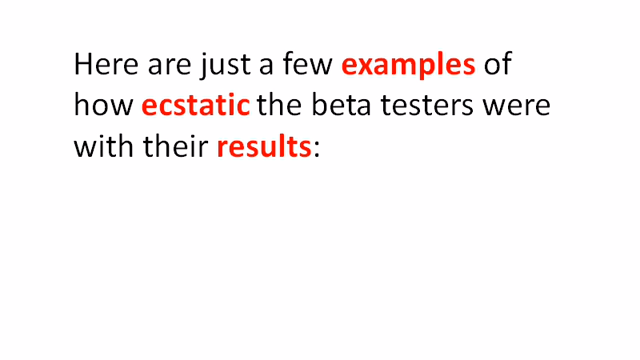 Here are just a few examples of
how ecstatic the beta testers were
with their results: